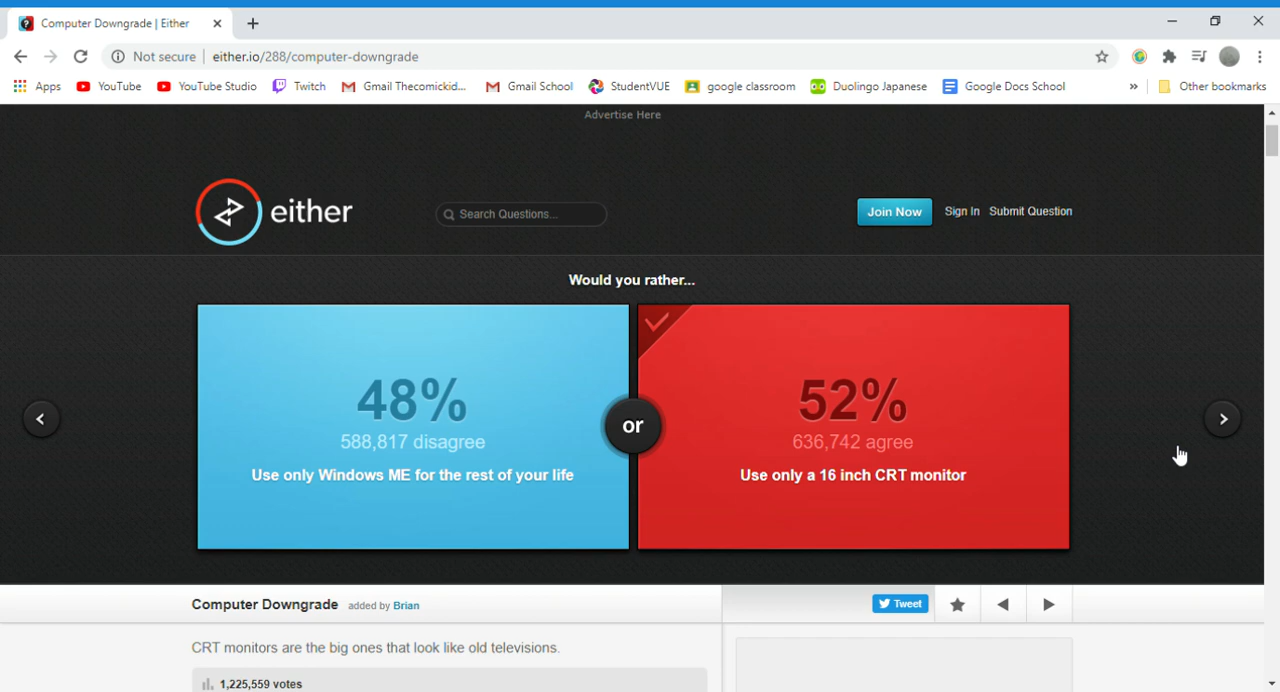 Computer Downgrade | Either
Not secure | either.io/288/computer-downgrade
Apps YouTube YouTube Studio Twitch Gmail Thecomickid... Gmail School StudentVUE google classroom Duolingo Japanese Google Docs School » Other bookmarks
Advertise Here
either
Search Questions...
Join Now Sign In Submit Question
Would you rather...
48%
588,817 disagree
Use only Windows ME for the rest of your life
or
52%
636,742 agree
Use only a 16 inch CRT monitor
Computer Downgrade added by Brian
Tweet
CRT monitors are the big ones that look like old televisions.
1,225,559 votes